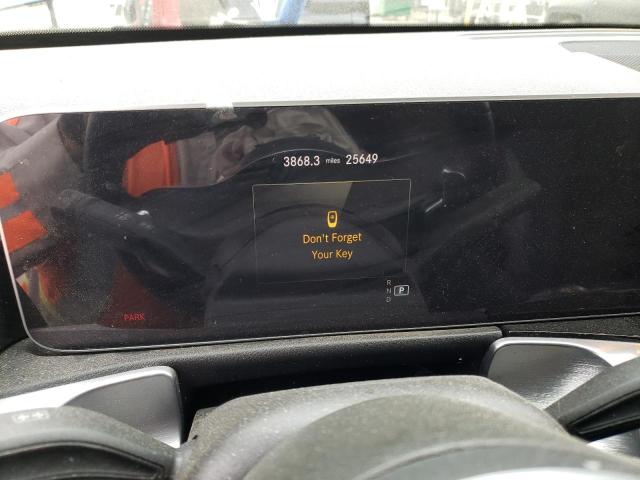 3868.3 miles 25649
Don't Forget
Your Key
R
N
P
D
PARK